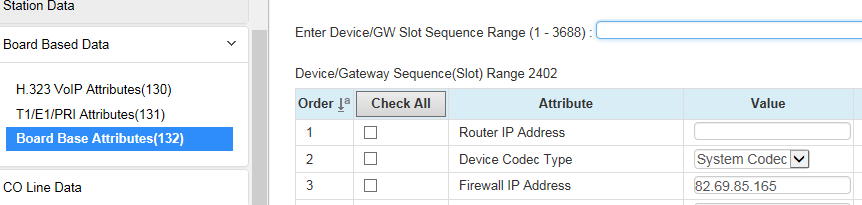 Station Data
Board Based Data
H.323 VoIP Attributes(130)
T1/E1/PRI Attributes(131)
Board Base Attributes(132)
CO Line Data
Enter Device/GW Slot Sequence Range (1 - 3688) :
Device/Gateway Sequence(Slot) Range 2402
Order Check All Attribute Value
1 Router IP Address
2 Device Codec Type System Codec
3 Firewall IP Address 82.69.85.165